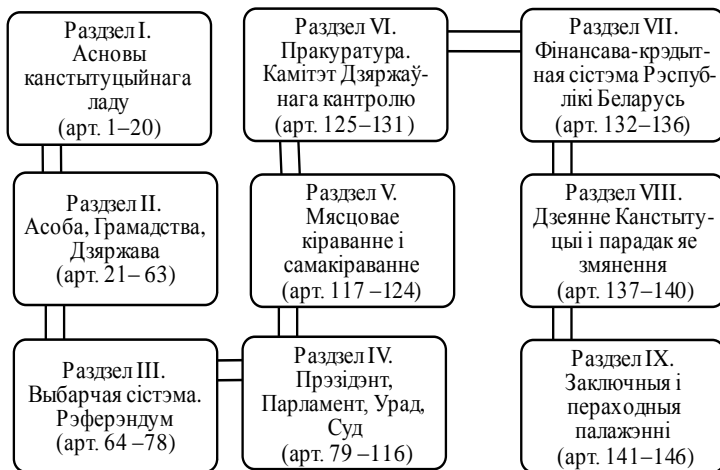 Раздзел I.
Асновы
канстытуцыйнага
ладу
(арт. 1–20)
Раздзел II.
Асоба, Грамадства,
Дзяржава
(арт. 21– 63)
Раздзел III.
Выбарчая сістэма.
Рэферэндум
(арт. 64 –78)
Раздзел IV.
Прэзідэнт,
Парламент, Урад,
Суд
(арт. 79 –116)
Раздзел V.
Мясцовае
кіраванне і
самакіраванне
(арт. 117 –124)
Раздзел VI.
Пракуратура.
Камітэт Дзяржаў-
нага кантролю
(арт. 125–131)
Раздзел VII.
Фінансава-крэдыт-
ная сістэма Рэспуб-
лікі Беларусь
(арт. 132–136)
Раздзел VIII.
Дзеянне Канстыту-
цыі і парадак яе
змянення
(арт. 137–140)
Раздзел IX.
Заключныя і
пераходныя
палажэнні
(арт. 141–146)